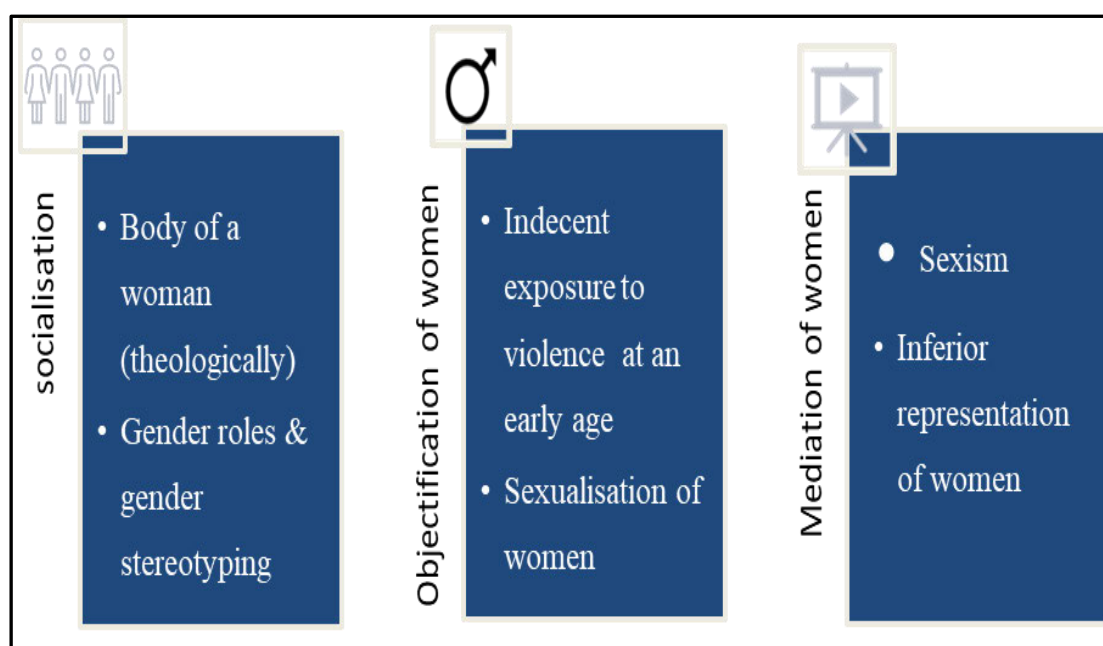 socialisation
• Body of a
woman
(theologically)
• Gender roles &
gender
stereotyping
Objectification of women
• Indecent
exposure to
violence at an
early age
• Sexualisation of
women
Mediation of women
• Sexism
• Inferior
representation
of women